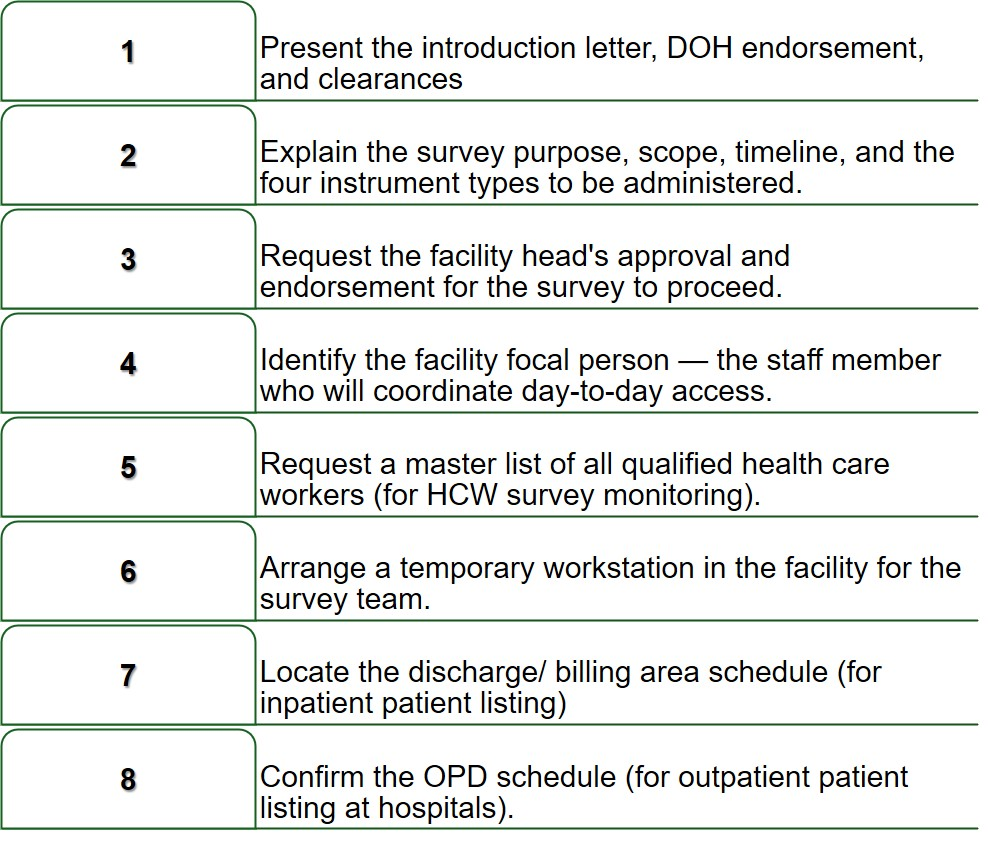 1
Present the introduction letter, DOH endorsement,
and clearances
2
Explain the survey purpose, scope, timeline, and the
four instrument types to be administered.
3
Request the facility head's approval and
endorsement for the survey to proceed.
4
Identify the facility focal person — the staff member
who will coordinate day-to-day access.
5
Request a master list of all qualified health care
workers (for HCW survey monitoring).
6
Arrange a temporary workstation in the facility for the
survey team.
7
Locate the discharge/ billing area schedule (for
inpatient patient listing)
8
Confirm the OPD schedule (for outpatient patient
listing at hospitals).